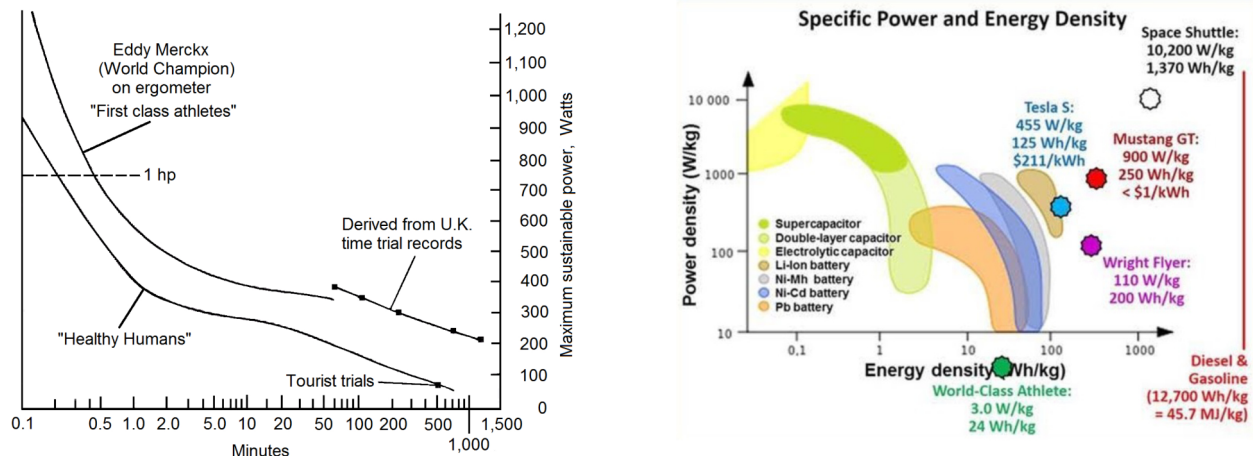 Eddy Merckx
(World Champion)
on ergometer
"First class athletes"
1 hp
Derived from U.K.
time trial records
"Healthy Humans"
Tourist trials
1,200
1,100
1,000
900
800
700
600
500
400
300
200
100
0
Maximum sustainable power, Watts
0.1
0.5
1.0
2.0
5.0
10
20
50
100
200
500
1,000
1,500
Minutes
Specific Power and Energy Density
Space Shuttle:
10,200 W/kg
1,370 Wh/kg
Tesla S:
455 W/kg
125 Wh/kg
$211/kWh
Mustang GT:
900 W/kg
250 Wh/kg
< $1/kWh
Wright Flyer:
110 W/kg
200 Wh/kg
Diesel &
Gasoline
(12,700 Wh/kg
= 45.7 MJ/kg)
World-Class Athlete:
3.0 W/kg
24 Wh/kg
Power density (W/kg)
10 000
1000
100
10
Supercapacitor
Double-layer capacitor
Electrolytic capacitor
Li-Ion battery
Ni-Mh battery
Ni-Cd battery
Pb battery
0,1
1
10
100
1000
Energy density Wh/kg)